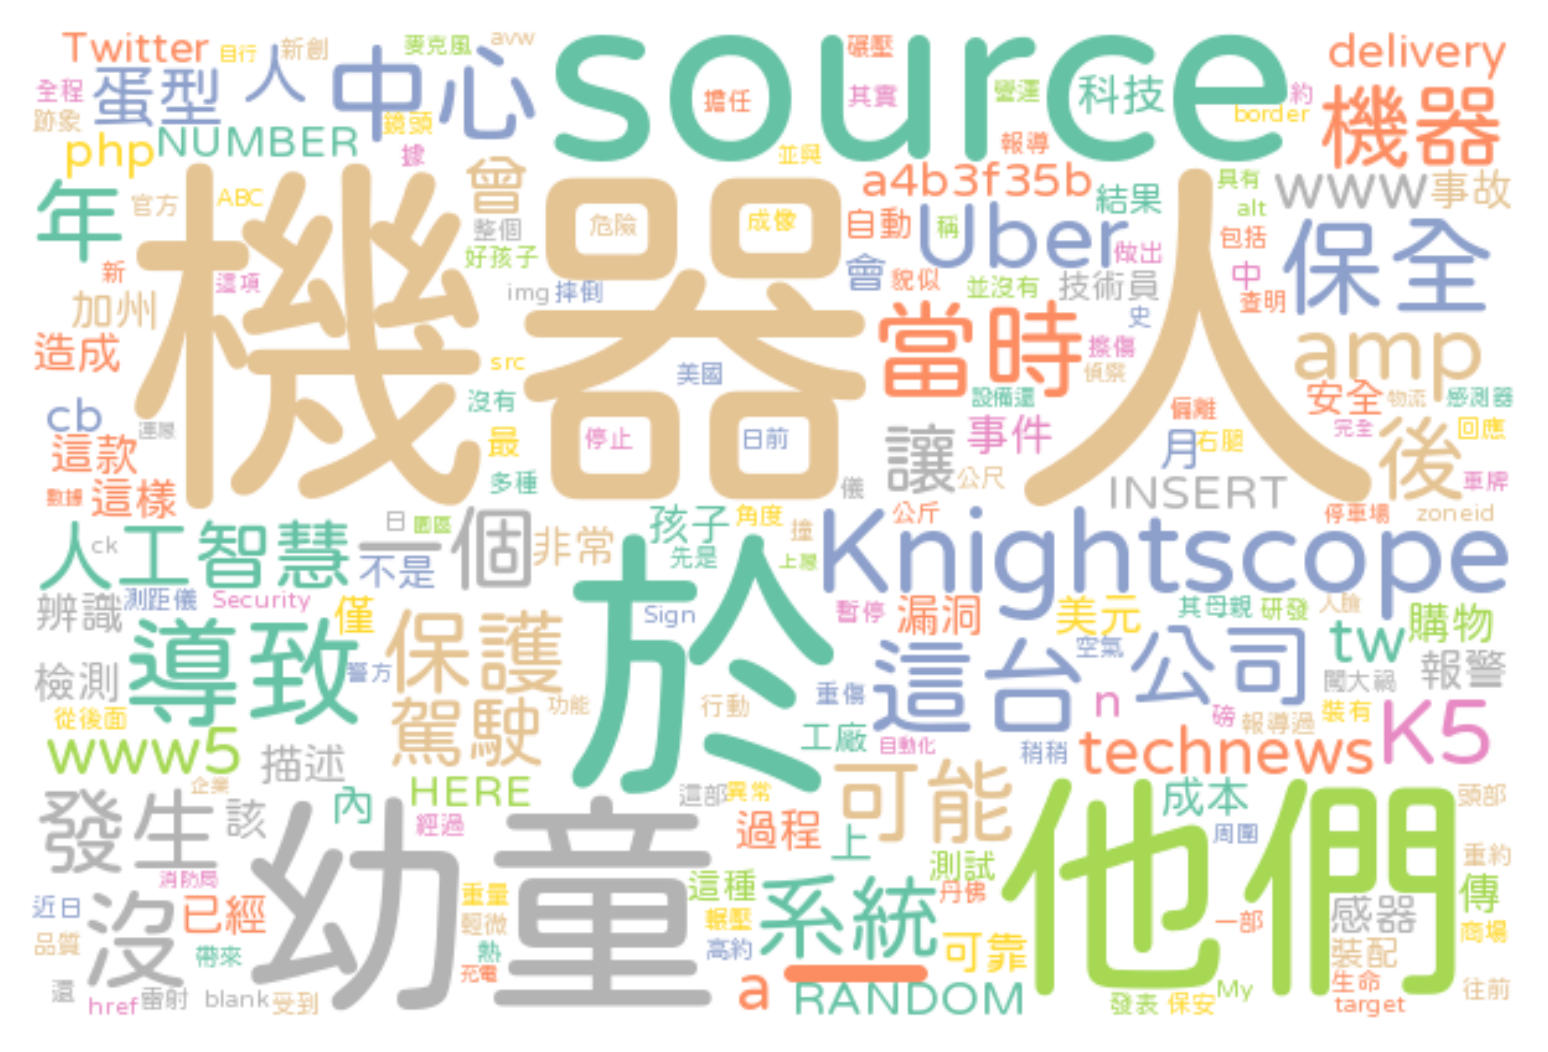 Twitter 自行 新創 麥克風 avw source 碾壓 delivery
全程 蛋型 人 中心 擔任 其實 營運 科技 約 機器
跡象 鏡頭 border
php NUMBER 據 並與 報導
年 官方 ABC 曾 機器人 a4b3f35b 結果 具有 www 事故
整個 危險 成像 自動 Uber 稱 alt
新 好孩子 會 貌似 做出 包括 保全
這項 img 摔倒 並沒有 技術員 中
加州 查明
造成 src 美國 當時 史 擦傷 amp
偵察
cb 連隊 沒有 設備還 偏離 安全 物流 感測器
這款 最 停止 日前 讓 事件 月 右腿 完全 後 回應
數據 這樣 多種 儀 公尺 INSERT 車牌
人工智慧 ck 日 園區 一個 非常 孩子 角度 撞 Knightscope 公斤 停車場 zoneid
不是 先是 上隊
辨識 測距儀 Security 僅 保護 於 Sign 暫停 漏洞 美元 其母親 研發 人臉 tw 購物
導致 這台 空氣 公司
檢測 警方 重傷 n 闖大禍 報警
從後面 駕駛 功能 行動 磅 報導過 裝有 K5
www5 描述 工廠 自動化 稍稍 technews
企業 HERE 這部 異常 可能 成本 頭部
發生 該 內 經過 過程 上 他們 周圍
消防局 幼童 測試 重約
近日 沒 已經 重量 這種 系統 丹佛 一部 感器 傳
品質 帶來 輕微 輾壓 商場
熱 高約 可靠 裝配
還 充電 一 生命 往前
href 雷射 blank 受到 a RANDOM 發表 保安 My target